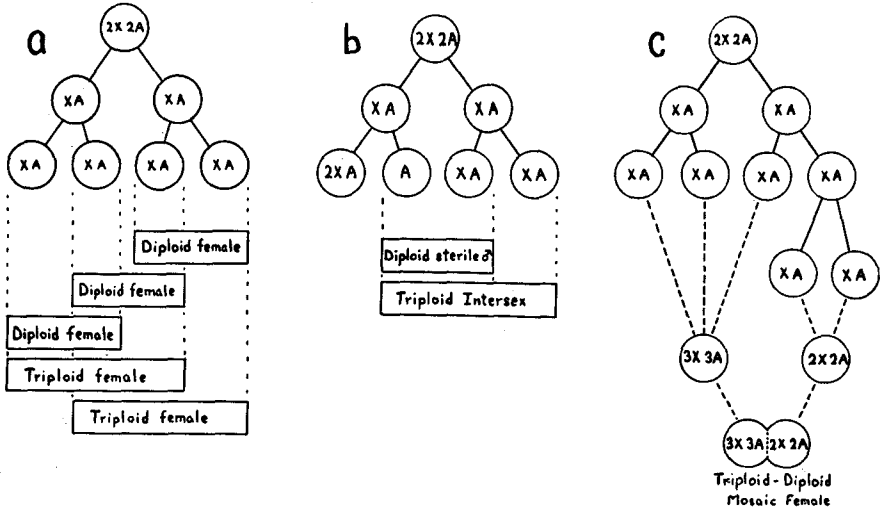 a
2X 2A
XA
XA
XA
XA
XA
XA
Diploid female
Diploid female
Diploid female
Triploid female
Triploid female
b
2X 2A
XA
XA
2XA
A
XA
XA
Diploid sterile ♂
Triploid Intersex
c
2X 2A
XA
XA
XA
XA
XA
XA
XA
XA
3X 3A
2X 2A
3X 3A
2X 2A
Triploid - Diploid
Mosaic Female